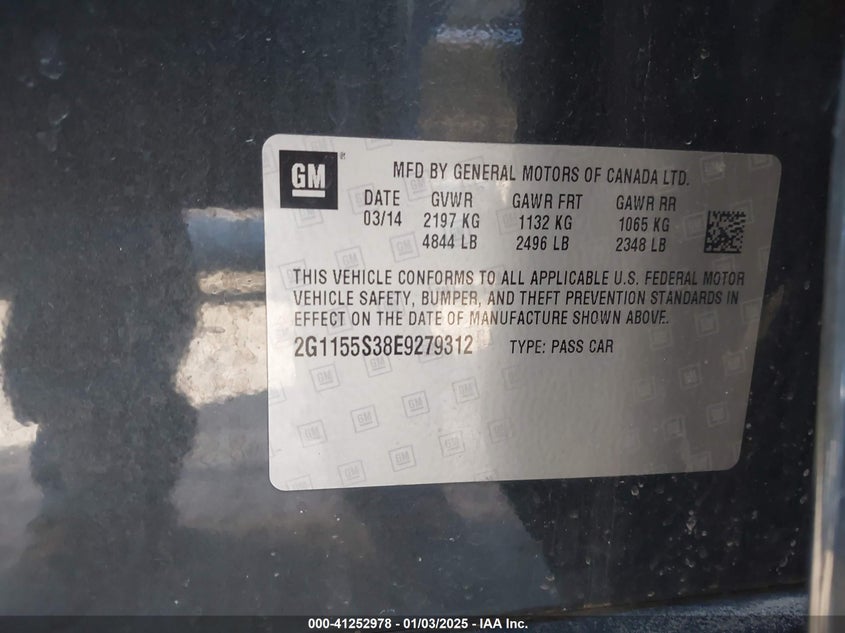 GM
MFD BY GENERAL MOTORS OF CANADA LTD.
DATE GVWR GAWR FRT GAWR RR
03/14 2197 KG 1132 KG 1065 KG
4844 LB 2496 LB 2348 LB
THIS VEHICLE CONFORMS TO ALL APPLICABLE U.S. FEDERAL MOTOR
VEHICLE SAFETY, BUMPER, AND THEFT PREVENTION STANDARDS IN
EFFECT ON THE DATE OF MANUFACTURE SHOWN ABOVE.
2G1155S38E9279312 TYPE: PASS CAR
000-41252978 - 01/03/2025 - IAA Inc.